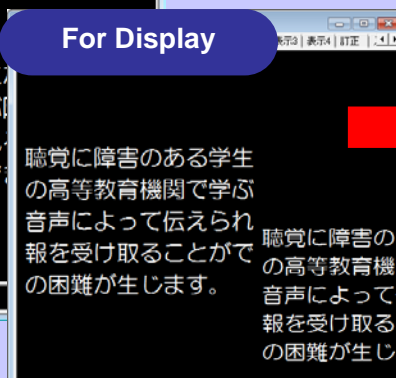 For Display
表示3 表示4 訂正
聴覚に障害のある学生
の高等教育機関で学ぶ
音声によって伝えられ
報を受け取ることがで
の困難が生じます。
聴覚に障害の
の高等教育機
音声によって
報を受け取る
の困難が生じ